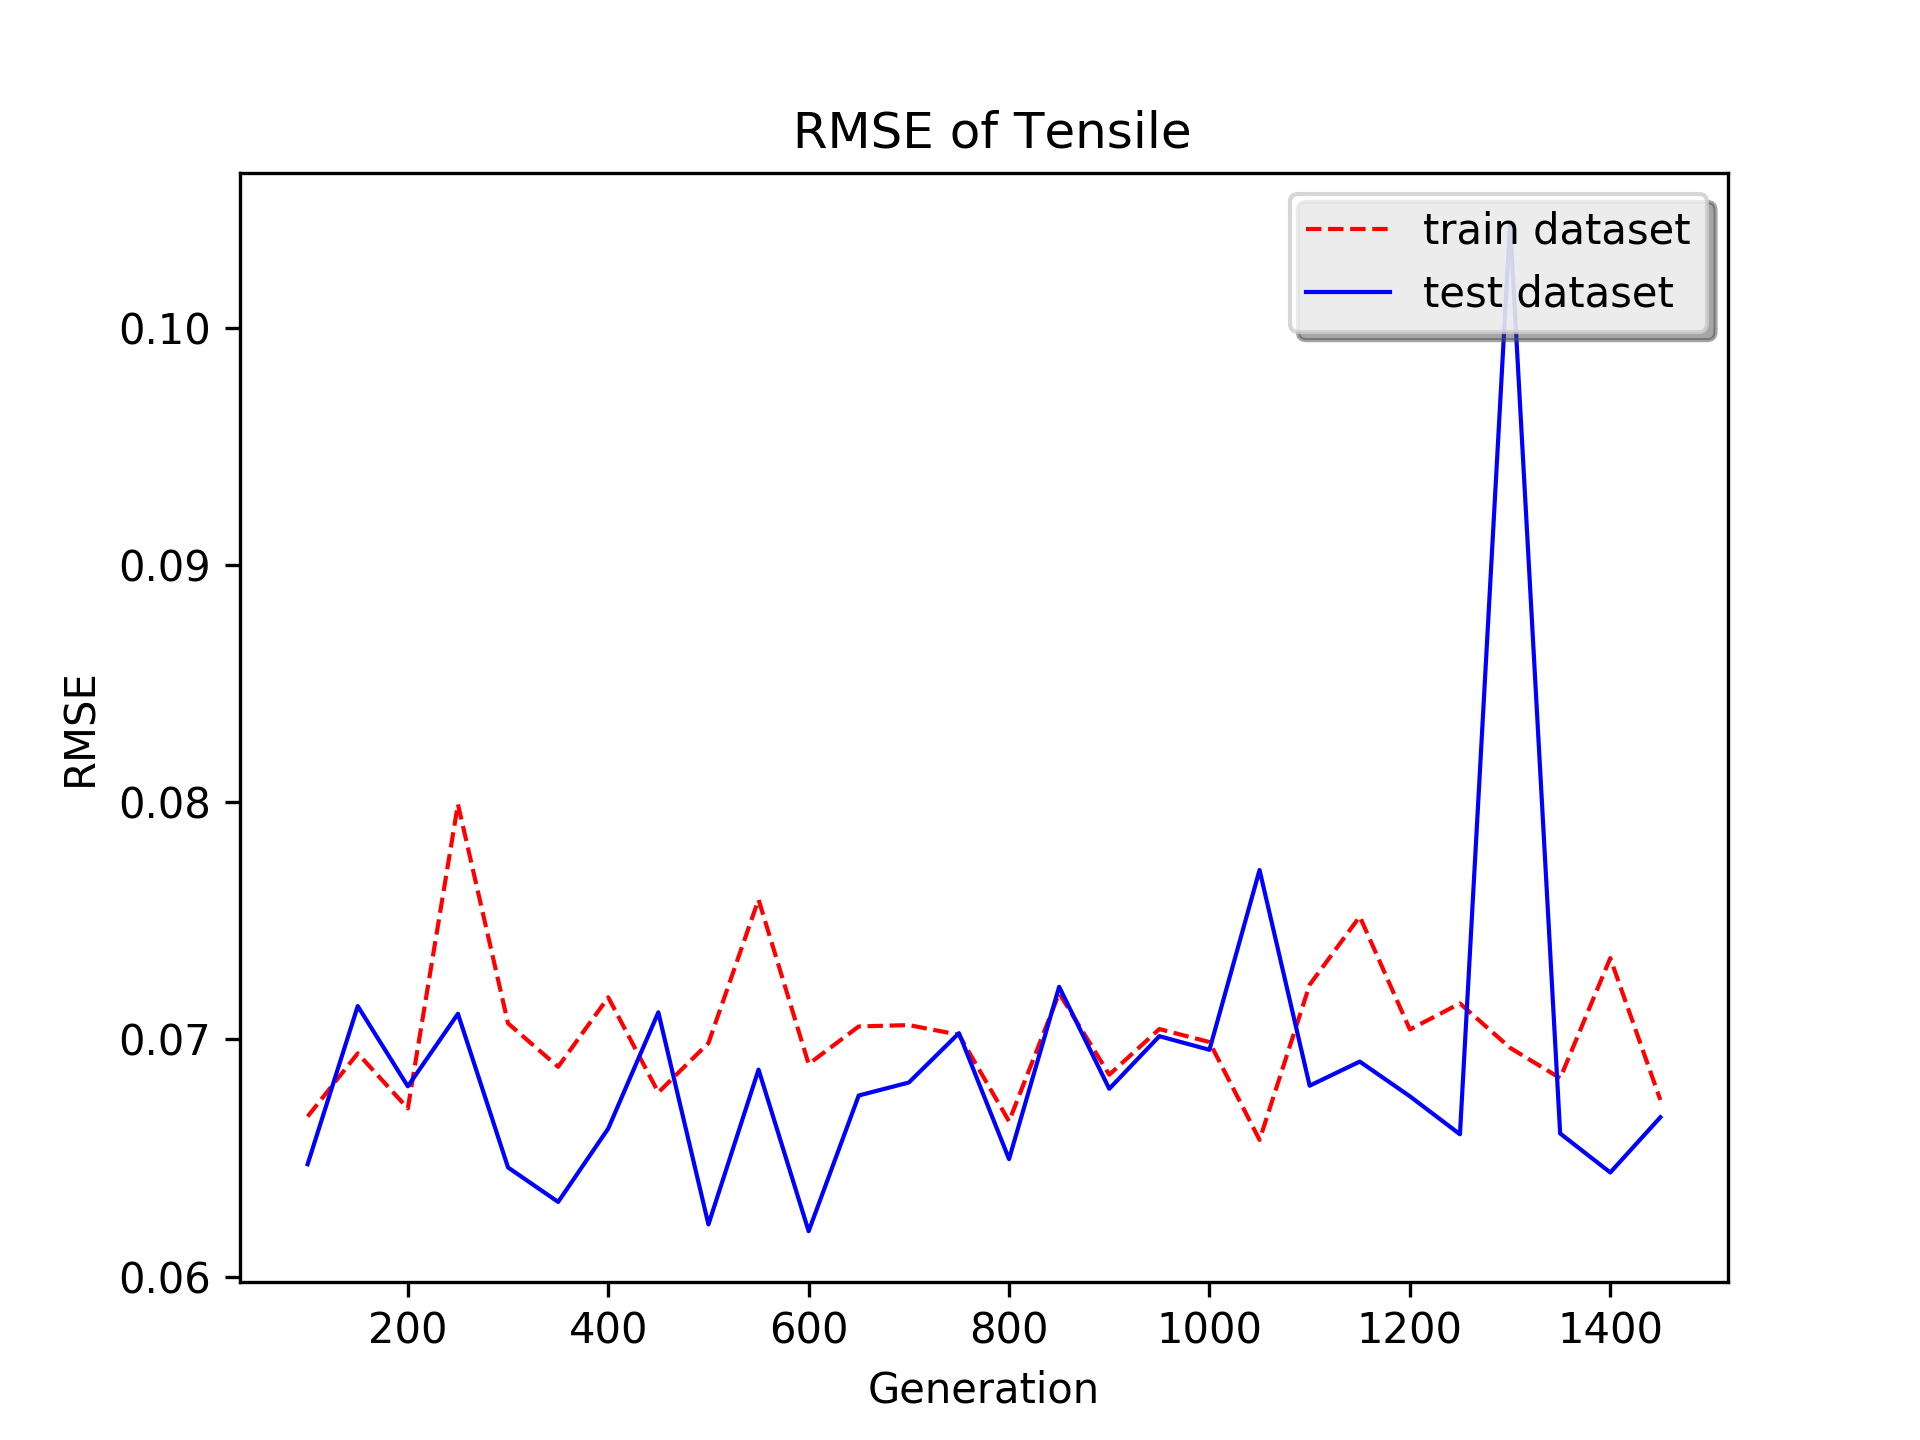 RMSE of Tensile
train dataset
test dataset
0.10
0.09
0.08
0.07
0.06
RMSE
200 400 600 800 1000 1200 1400
Generation